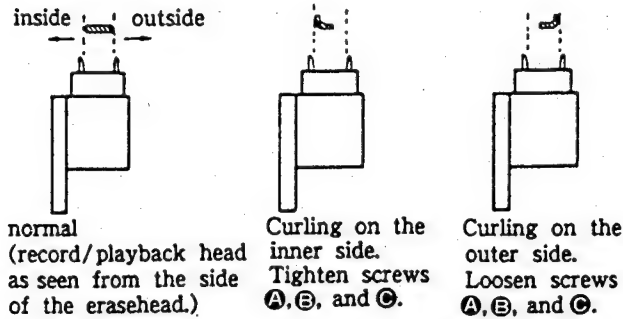 inside outside
normal
(record/playback head
as seen from the side
of the erasehead.)
Curling on the
inner side.
Tighten screws
Ⓐ,Ⓑ, and Ⓒ.
Curling on the
outer side.
Loosen screws
Ⓐ,Ⓑ, and Ⓒ.